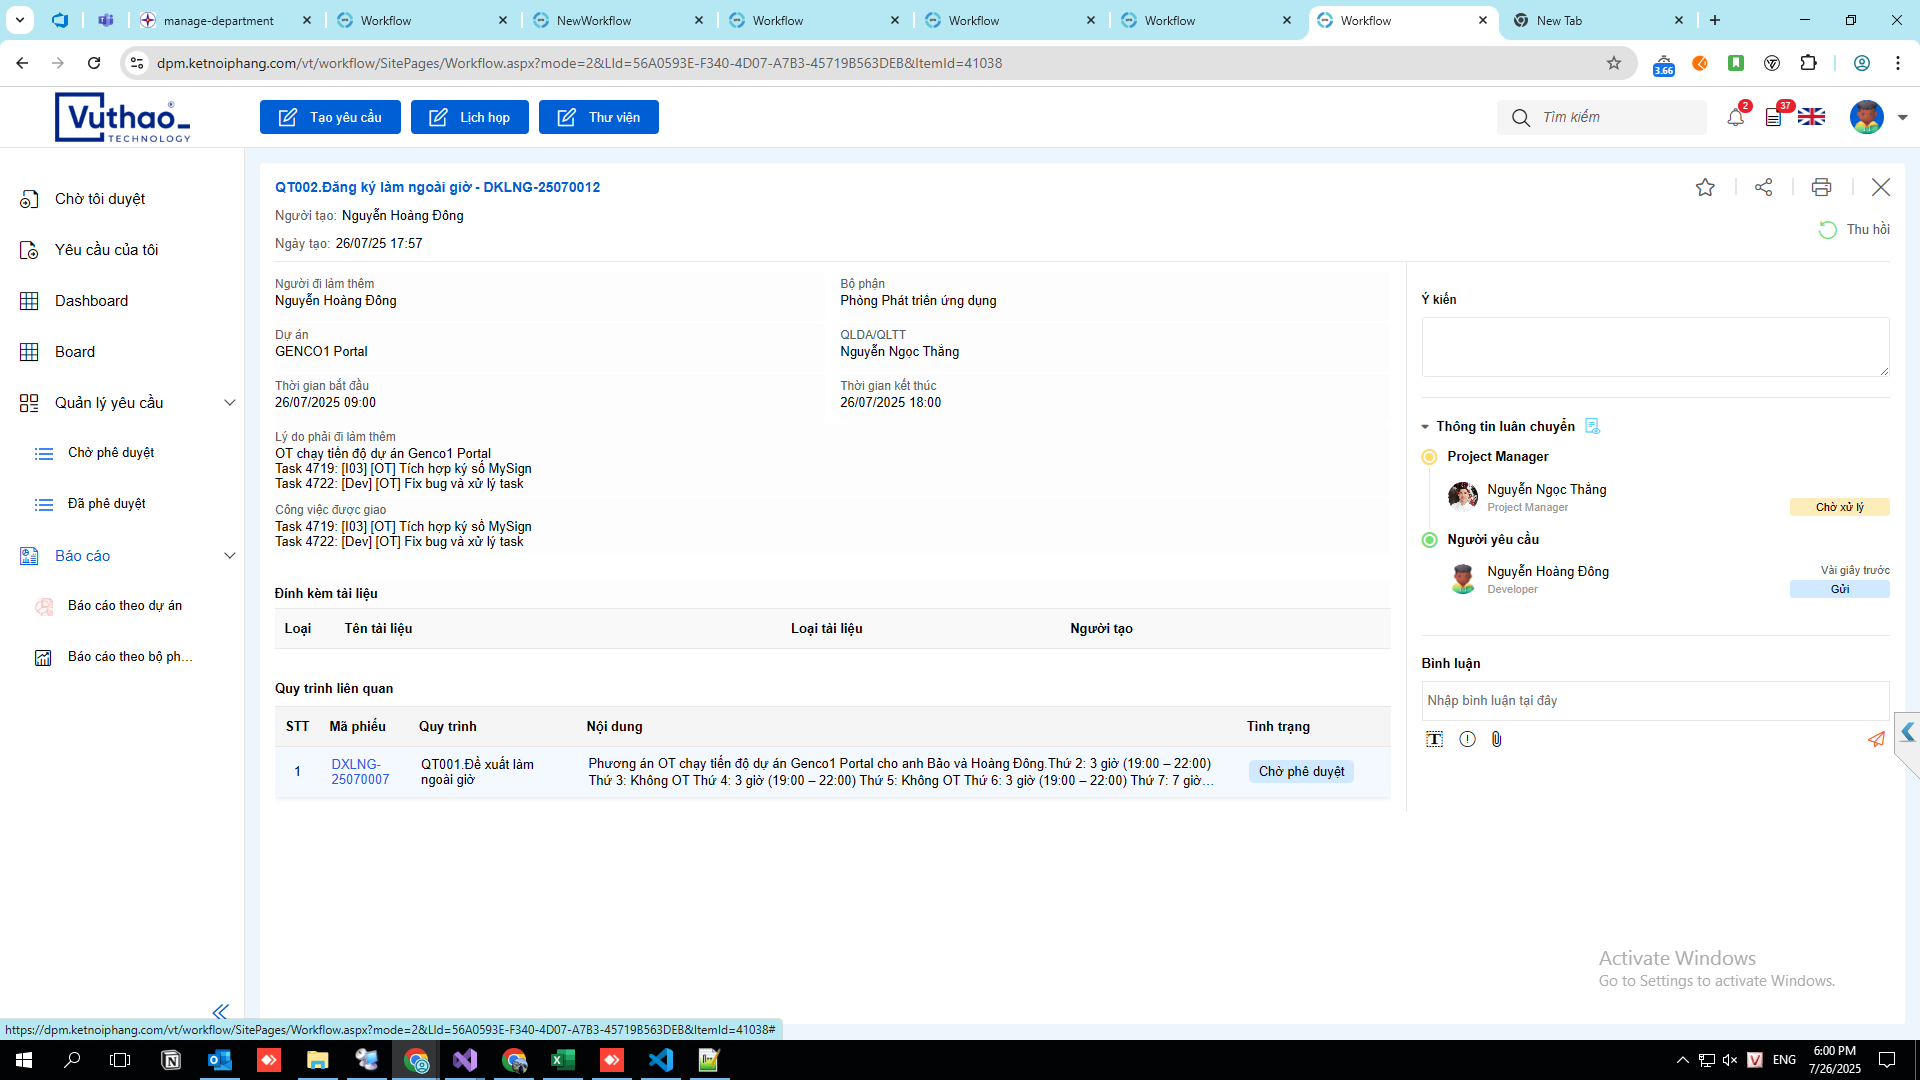 manage-department
Workflow
NewWorkflow
Workflow
Workflow
Workflow
Workflow
New Tab
dpm.ketnoiphang.com/vt/workflow/SitePages/Workflow.aspx?mode=2&LId=56A0593E-F340-4D07-A7B3-45719B563DEB&ItemId=41038
3.66
Vuthao
TECHNOLOGY
Tạo yêu cầu
Lịch họp
Thư viện
Tìm kiếm
2
37
Chờ tôi duyệt
Yêu cầu của tôi
Dashboard
Board
Quản lý yêu cầu
Chờ phê duyệt
Đã phê duyệt
Báo cáo
Báo cáo theo dự án
Báo cáo theo bộ ph...
QT002.Đăng ký làm ngoài giờ - DKLNG-25070012
Người tạo: Nguyễn Hoàng Đông
Ngày tạo: 26/07/25 17:57
Thu hồi
Người đi làm thêm
Nguyễn Hoàng Đông
Bộ phận
Phòng Phát triển ứng dụng
Dự án
GENCO1 Portal
QLDA/QLTT
Nguyễn Ngọc Thắng
Thời gian bắt đầu
26/07/2025 09:00
Thời gian kết thúc
26/07/2025 18:00
Lý do phải đi làm thêm
OT chạy tiến độ dự án Genco1 Portal
Task 4719: [I03] [OT] Tích hợp ký số MySign
Task 4722: [Dev] [OT] Fix bug và xử lý task
Công việc được giao
Task 4719: [I03] [OT] Tích hợp ký số MySign
Task 4722: [Dev] [OT] Fix bug và xử lý task
Đính kèm tài liệu
Loại Tên tài liệu Loại tài liệu Người tạo
Quy trình liên quan
STT Mã phiếu Quy trình Nội dung Tình trạng
1
DXLNG-
25070007
QT001.Đề xuất làm
ngoài giờ
Phương án OT chạy tiến độ dự án Genco1 Portal cho anh Bảo và Hoàng Đông.Thứ 2: 3 giờ (19:00 – 22:00)
Thứ 3: Không OT Thứ 4: 3 giờ (19:00 – 22:00) Thứ 5: Không OT Thứ 6: 3 giờ (19:00 – 22:00) Thứ 7: 7 giờ...
Chờ phê duyệt
Ý kiến
Thông tin luân chuyển
Project Manager
Nguyễn Ngọc Thắng
Project Manager
Chờ xử lý
Người yêu cầu
Nguyễn Hoàng Đông
Developer
Vài giây trước
Gửi
Bình luận
Nhập bình luận tại đây
Activate Windows
Go to Settings to activate Windows.
https://dpm.ketnoiphang.com/vt/workflow/SitePages/Workflow.aspx?mode=2&LId=56A0593E-F340-4D07-A7B3-45719B563DEB&ItemId=41038#
ENG
6:00 PM
7/26/2025